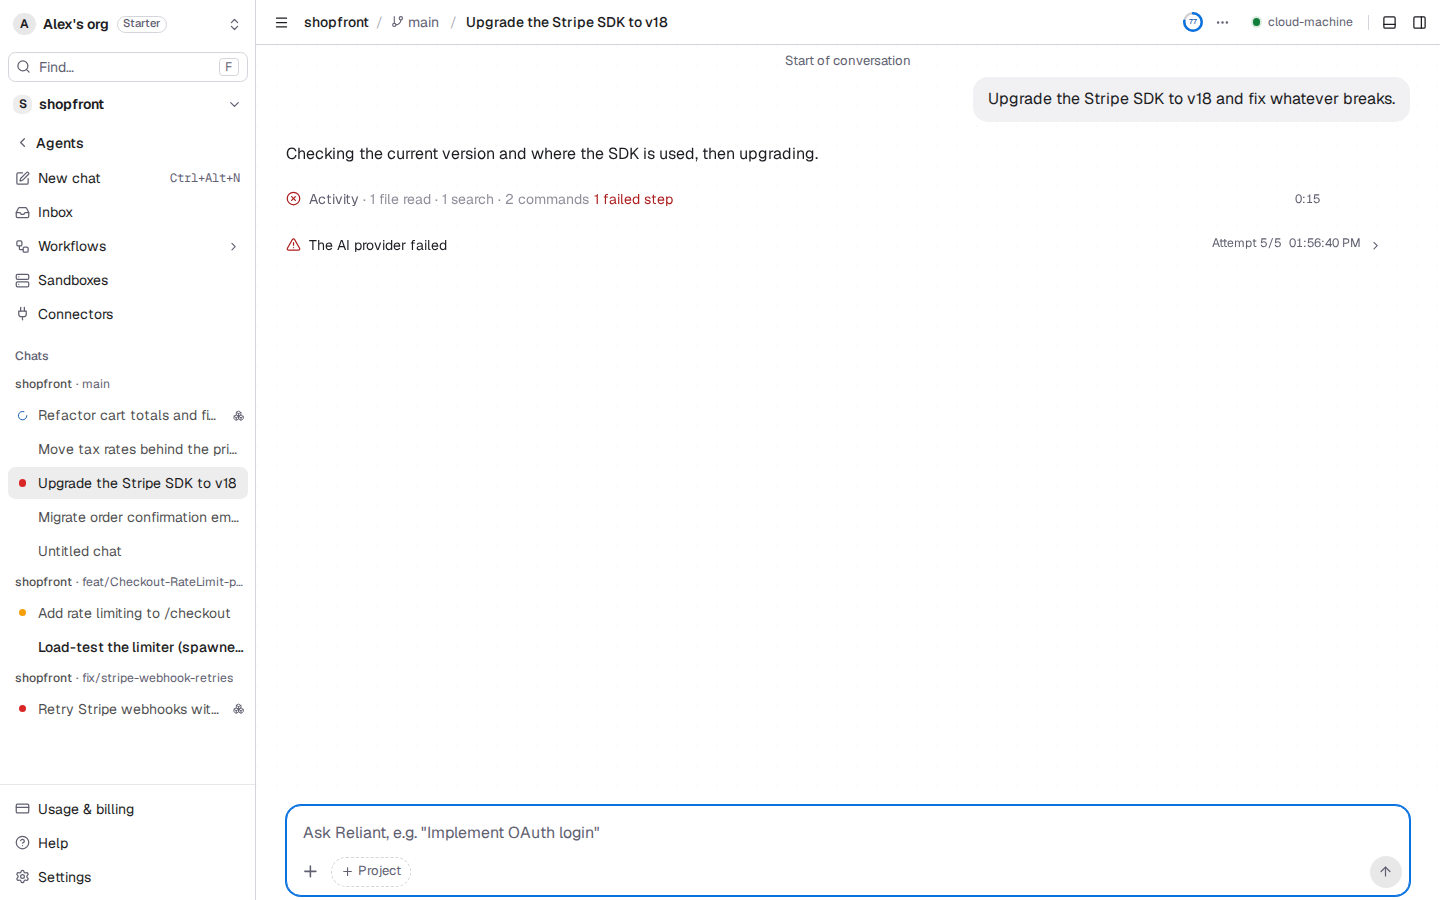 A Alex's org Starter
Find... F
S shopfront
Agents
New chat Ctrl+Alt+N
Inbox
Workflows
Sandboxes
Connectors
Chats
shopfront · main
Refactor cart totals and fi...
Move tax rates behind the pri...
Upgrade the Stripe SDK to v18
Migrate order confirmation em...
Untitled chat
shopfront · feat/Checkout-RateLimit-p...
Add rate limiting to /checkout
Load-test the limiter (spawne...
shopfront · fix/stripe-webhook-retries
Retry Stripe webhooks wit...
Usage & billing
Help
Settings
shopfront / main / Upgrade the Stripe SDK to v18
77 cloud-machine
Start of conversation
Upgrade the Stripe SDK to v18 and fix whatever breaks.
Checking the current version and where the SDK is used, then upgrading.
Activity · 1 file read · 1 search · 2 commands 1 failed step 0:15
The AI provider failed Attempt 5/5 01:56:40 PM
Ask Reliant, e.g. "Implement OAuth login"
+ Project